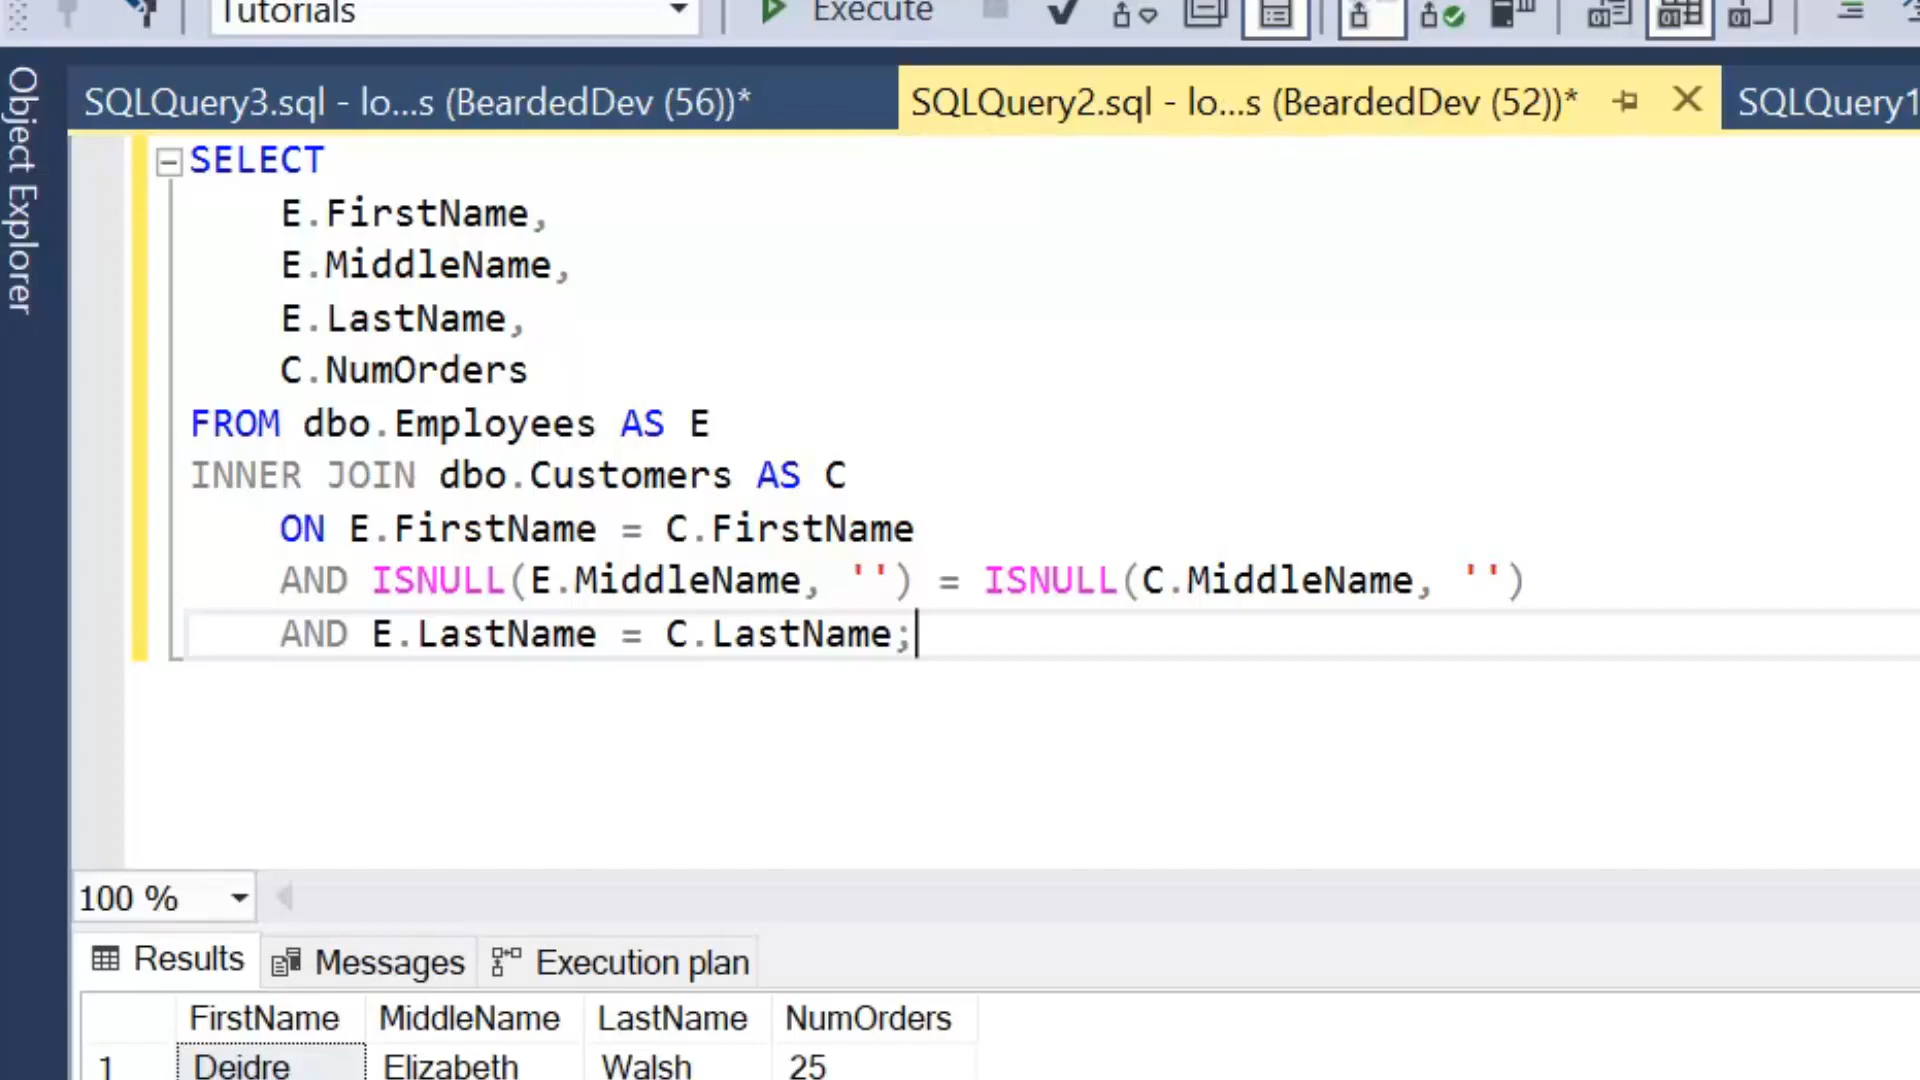 Tutorials
Execute
Object Explorer
SQLQuery3.sql - lo...s (BeardedDev (56))*
SQLQuery2.sql - lo...s (BeardedDev (52))*
SQLQuery1
SELECT
E.FirstName,
E.MiddleName,
E.LastName,
C.NumOrders
FROM dbo.Employees AS E
INNER JOIN dbo.Customers AS C
ON E.FirstName = C.FirstName
AND ISNULL(E.MiddleName, '') = ISNULL(C.MiddleName, '')
AND E.LastName = C.LastName;
100 %
Results
Messages
Execution plan
FirstName MiddleName LastName NumOrders
1 Deidre Elizabeth Walsh 25